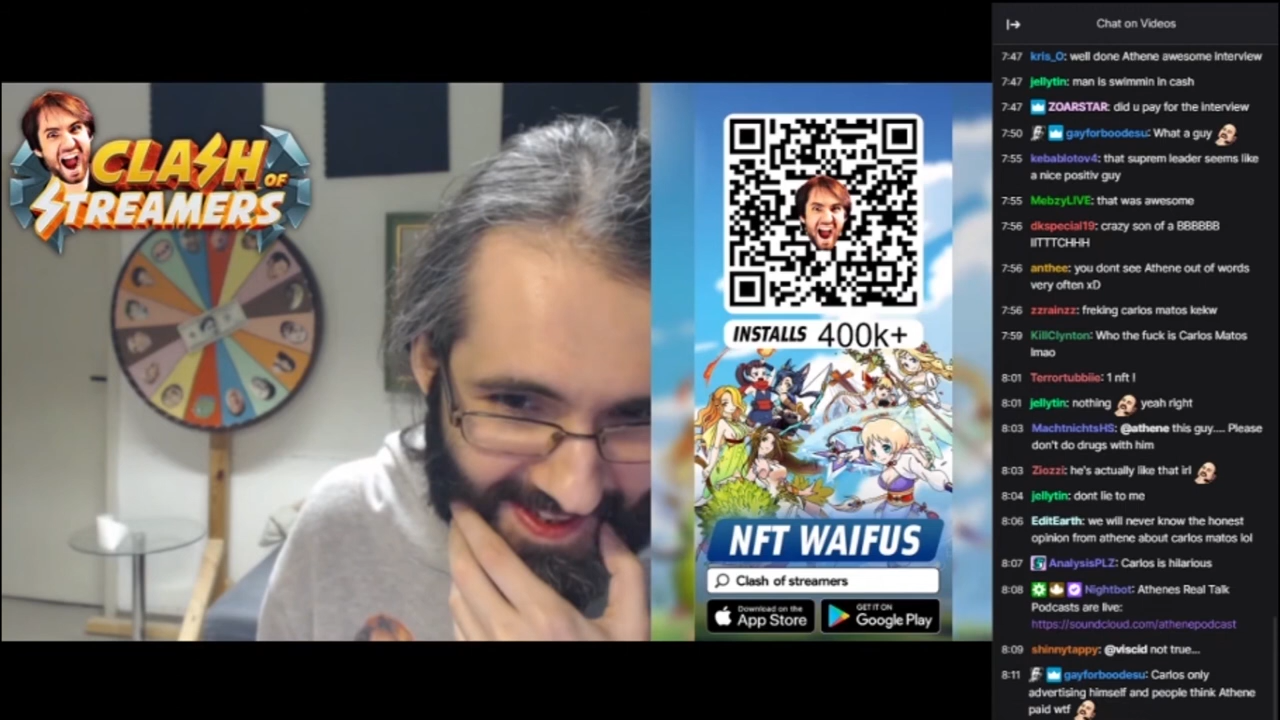 CLASH OF
STREAMERS
INSTALLS 400k+
NFT WAIFUS
Clash of streamers
Download on the
App Store
GET IT ON
Google Play
Chat on Videos
7:47 kris_O: well done Athene awesome interview
7:47 jellytin: man is swimmin in cash
7:47 ZOARSTAR: did u pay for the interview
7:50 gayforboodesu: What a guy
7:55 kebablotov4: that suprem leader seems like
a nice positiv guy
7:55 MebzyLIVE: that was awesome
7:56 dkspecial19: crazy son of a BBBBBB
IITTTCHHH
7:56 anthee: you dont see Athene out of words
very often xD
7:56 zzrainzz: freking carlos matos kekw
7:59 KillClynton: Who the fuck is Carlos Matos
lmao
8:01 Terrortubbiie: 1 nft !
8:01 jellytin: nothing yeah right
8:03 MachtnichtsHS: @athene this guy.... Please
don't do drugs with him
8:03 Ziozzi: he's actually like that irl
8:04 jellytin: dont lie to me
8:06 EditEarth: we will never know the honest
opinion from athene about carlos matos lol
8:07 AnalysisPLZ: Carlos is hilarious
8:08 Nightbot: Athenes Real Talk
Podcasts are live:
https://soundcloud.com/athenepodcast
8:09 shinnytappy: @viscid not true...
8:11 gayforboodesu: Carlos only
advertising himself and people think Athene
paid wtf